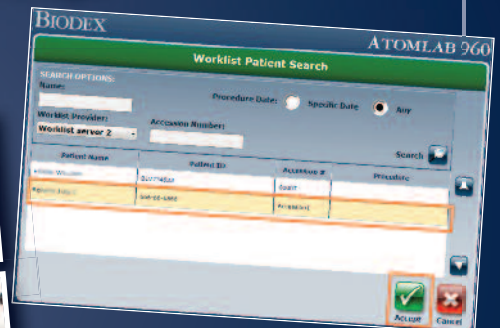 BIODEX
ATOMLAB 960
Worklist Patient Search
SEARCH OPTIONS:
Name:
Procedure Date: Specific Date Any
Worklist Provider:
Accession Number:
Worklist server 2
Search
Patient Name Patient ID Accession # Procedure
Accept Cancel